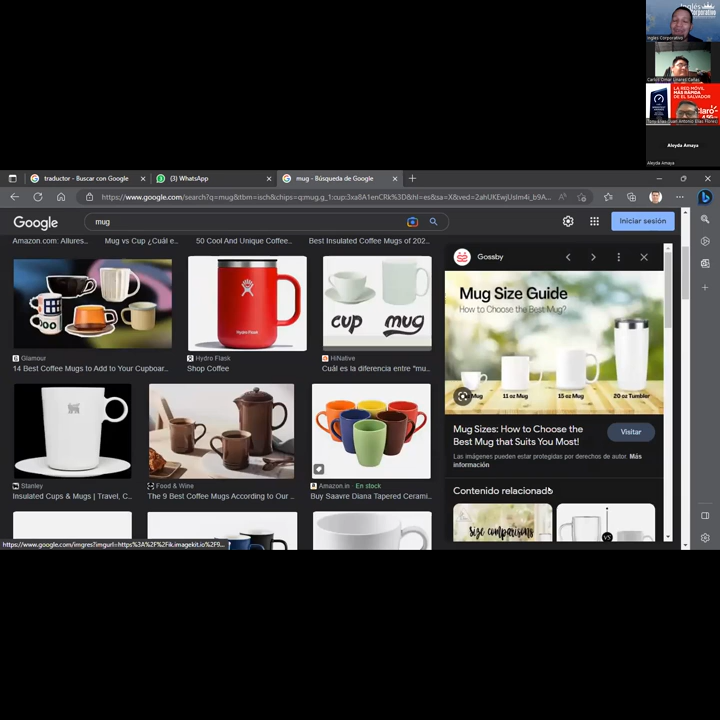 Inglés
Corporativo
Ingles Corporativo
Carlos Elmar Linares Cañas
LA RED MÓVIL
MÁS RÁPIDA
DE EL SALVADOR
Claro
Aleyda Amaya
Aleyda Amaya
traductor - Buscar con Google
(3) WhatsApp
mug - Búsqueda de Google
https://www.google.com/search?q=mug&tbm=isch&chips=q:mug,g_1:cup:3xa8A1enCRk%3D&hl=es&sa=X&ved=2ahUKEwjUslm4i_b9A...
Google
mug
Iniciar sesión
Amazon.com: Allures..
Mug vs Cup ¿Cuál e..
50 Cool And Unique Coffee..
Best Insulated Coffee Mugs of 202..
cup
mug
Glamour
14 Best Coffee Mugs to Add to Your Cupboar..
Hydro Flask
Hydro Flask
Shop Coffee
HiNative
Cuál es la diferencia entre "mu..
Stanley
Insulated Cups & Mugs | Travel, C..
Food & Wine
The 9 Best Coffee Mugs According to Our ..
Amazon.in · En stock
Buy Saavre Diana Tapered Cerami..
Gossby
Mug Size Guide
How to Choose the Best Mug?
Mug
11 oz Mug
15 oz Mug
20 oz Tumbler
Mug Sizes: How to Choose the
Best Mug that Suits You Most!
Visitar
Las imágenes pueden estar protegidas por derechos de autor. Más
información
Contenido relacionado
size comparisons
VS
https://www.google.com/imgres?imgurl=https%3A%2F%2Fik.imagekit.io%2F9...